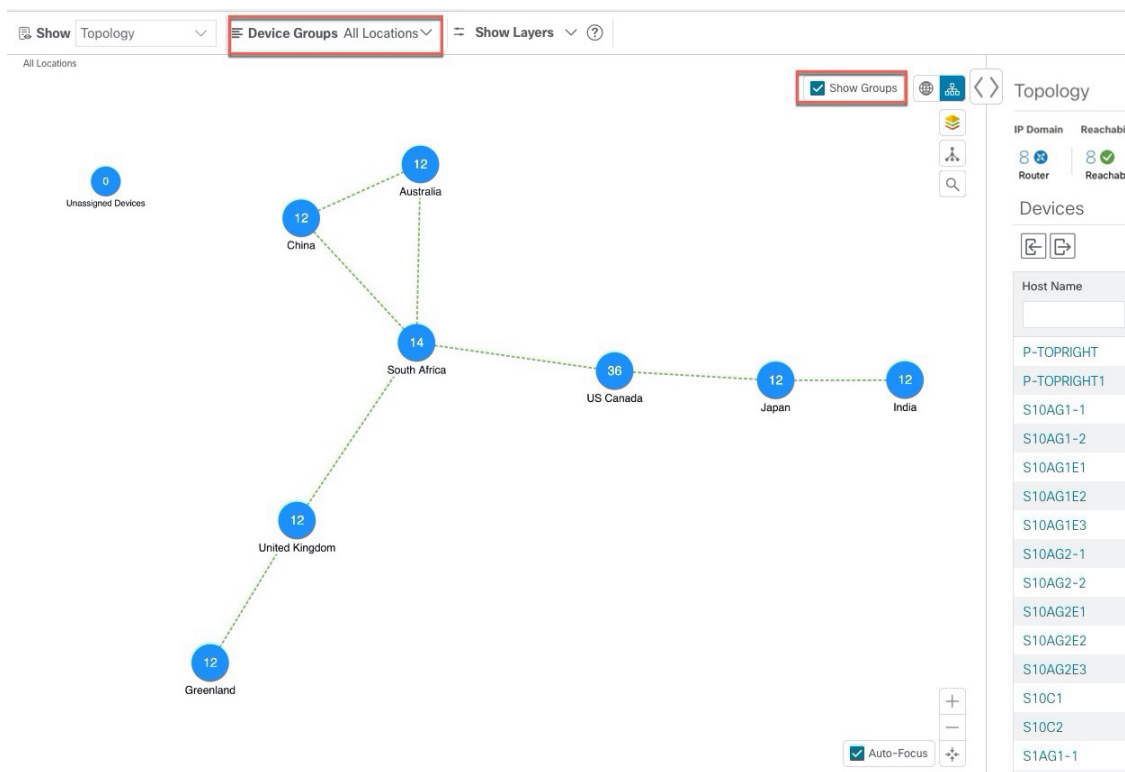 Show Topology Device Groups All Locations Show Layers ?
All Locations
Show Groups
0
Unassigned Devices
12
Australia
12
China
14
South Africa
36
US Canada
12
Japan
12
India
12
United Kingdom
12
Greenland
Auto-Focus
Topology
IP Domain Reachabi
8 8
Router Reachab
Devices
Host Name
P-TOPRIGHT
P-TOPRIGHT1
S10AG1-1
S10AG1-2
S10AG1E1
S10AG1E2
S10AG1E3
S10AG2-1
S10AG2-2
S10AG2E1
S10AG2E2
S10AG2E3
S10C1
S10C2
S1AG1-1